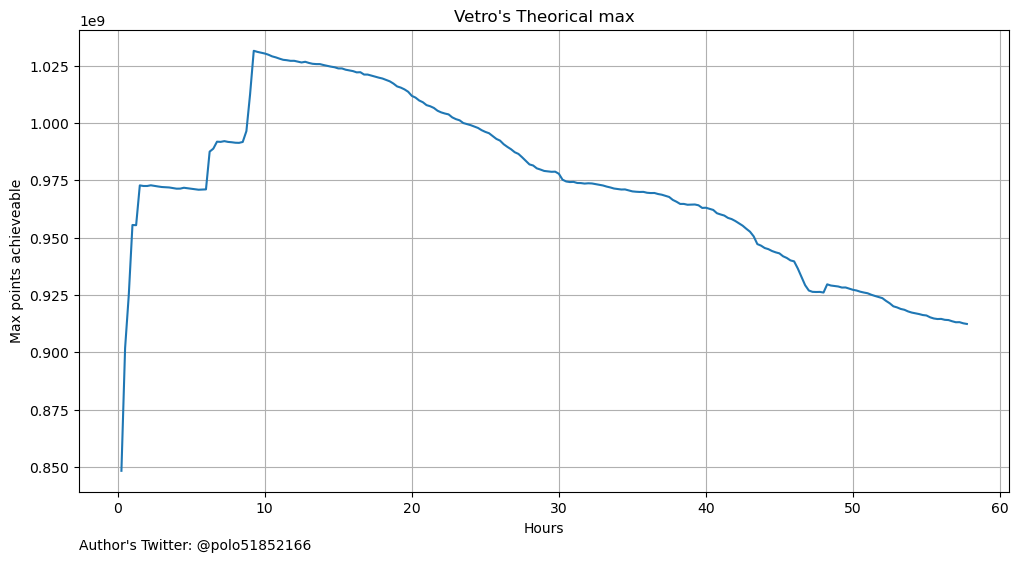 Vetro's Theorical max
1e9
Max points achieveable
1.025
1.000
0.975
0.950
0.925
0.900
0.875
0.850
0 10 20 30 40 50 60
Hours
Author's Twitter: @polo51852166